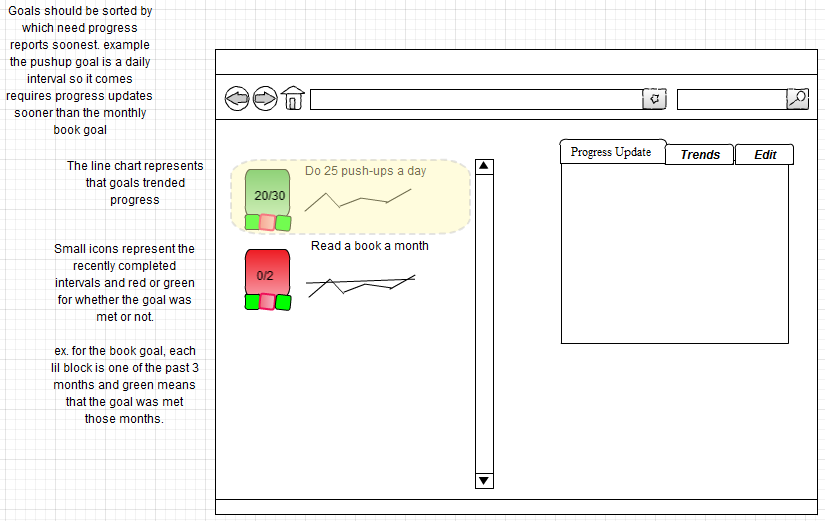 Goals should be sorted by
which need progress
reports soonest. example
the pushup goal is a daily
interval so it comes
requires progress updates
sooner than the monthly
book goal
The line chart represents
that goals trended
progress
Small icons represent the
recently completed
intervals and red or green
for whether the goal was
met or not.
ex. for the book goal, each
lil block is one of the past 3
months and green means
that the goal was met
those months.
Do 25 push-ups a day
20/30
Read a book a month
0/2
Progress Update
Trends
Edit